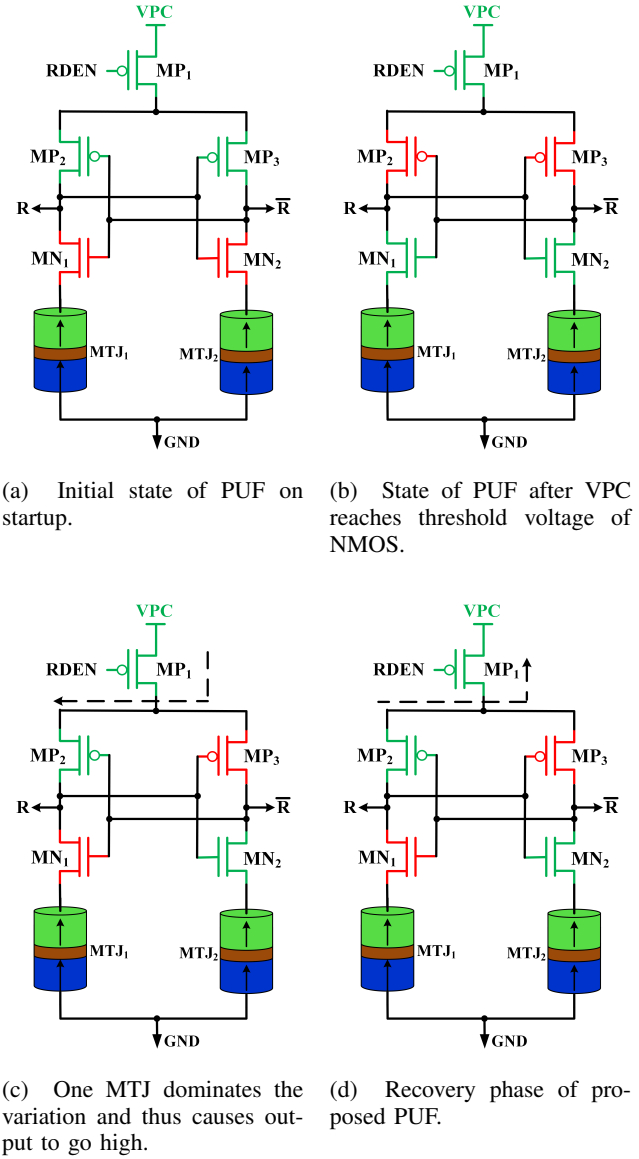 VPC
RDEN
MP1
MP2
MP3
R
R̅
MN1
MN2
MTJ1
MTJ2
GND
VPC
RDEN
MP1
MP2
MP3
R
R̅
MN1
MN2
MTJ1
MTJ2
GND
(a) Initial state of PUF on
startup.
(b) State of PUF after VPC
reaches threshold voltage of
NMOS.
VPC
RDEN
MP1
MP2
MP3
R
R̅
MN1
MN2
MTJ1
MTJ2
GND
VPC
RDEN
MP1
MP2
MP3
R
R̅
MN1
MN2
MTJ1
MTJ2
GND
(c) One MTJ dominates the
variation and thus causes out-
put to go high.
(d) Recovery phase of pro-
posed PUF.